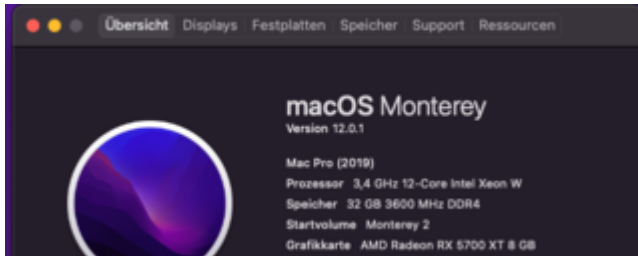 Übersicht Displays Festplatten Speicher Support Ressourcen
macOS Monterey
Version 12.0.1
Mac Pro (2019)
Prozessor 3,4 GHz 12-Core Intel Xeon W
Speicher 32 GB 3600 MHz DDR4
Startvolume Monterey 2
Grafikkarte AMD Radeon RX 5700 XT 8 GB